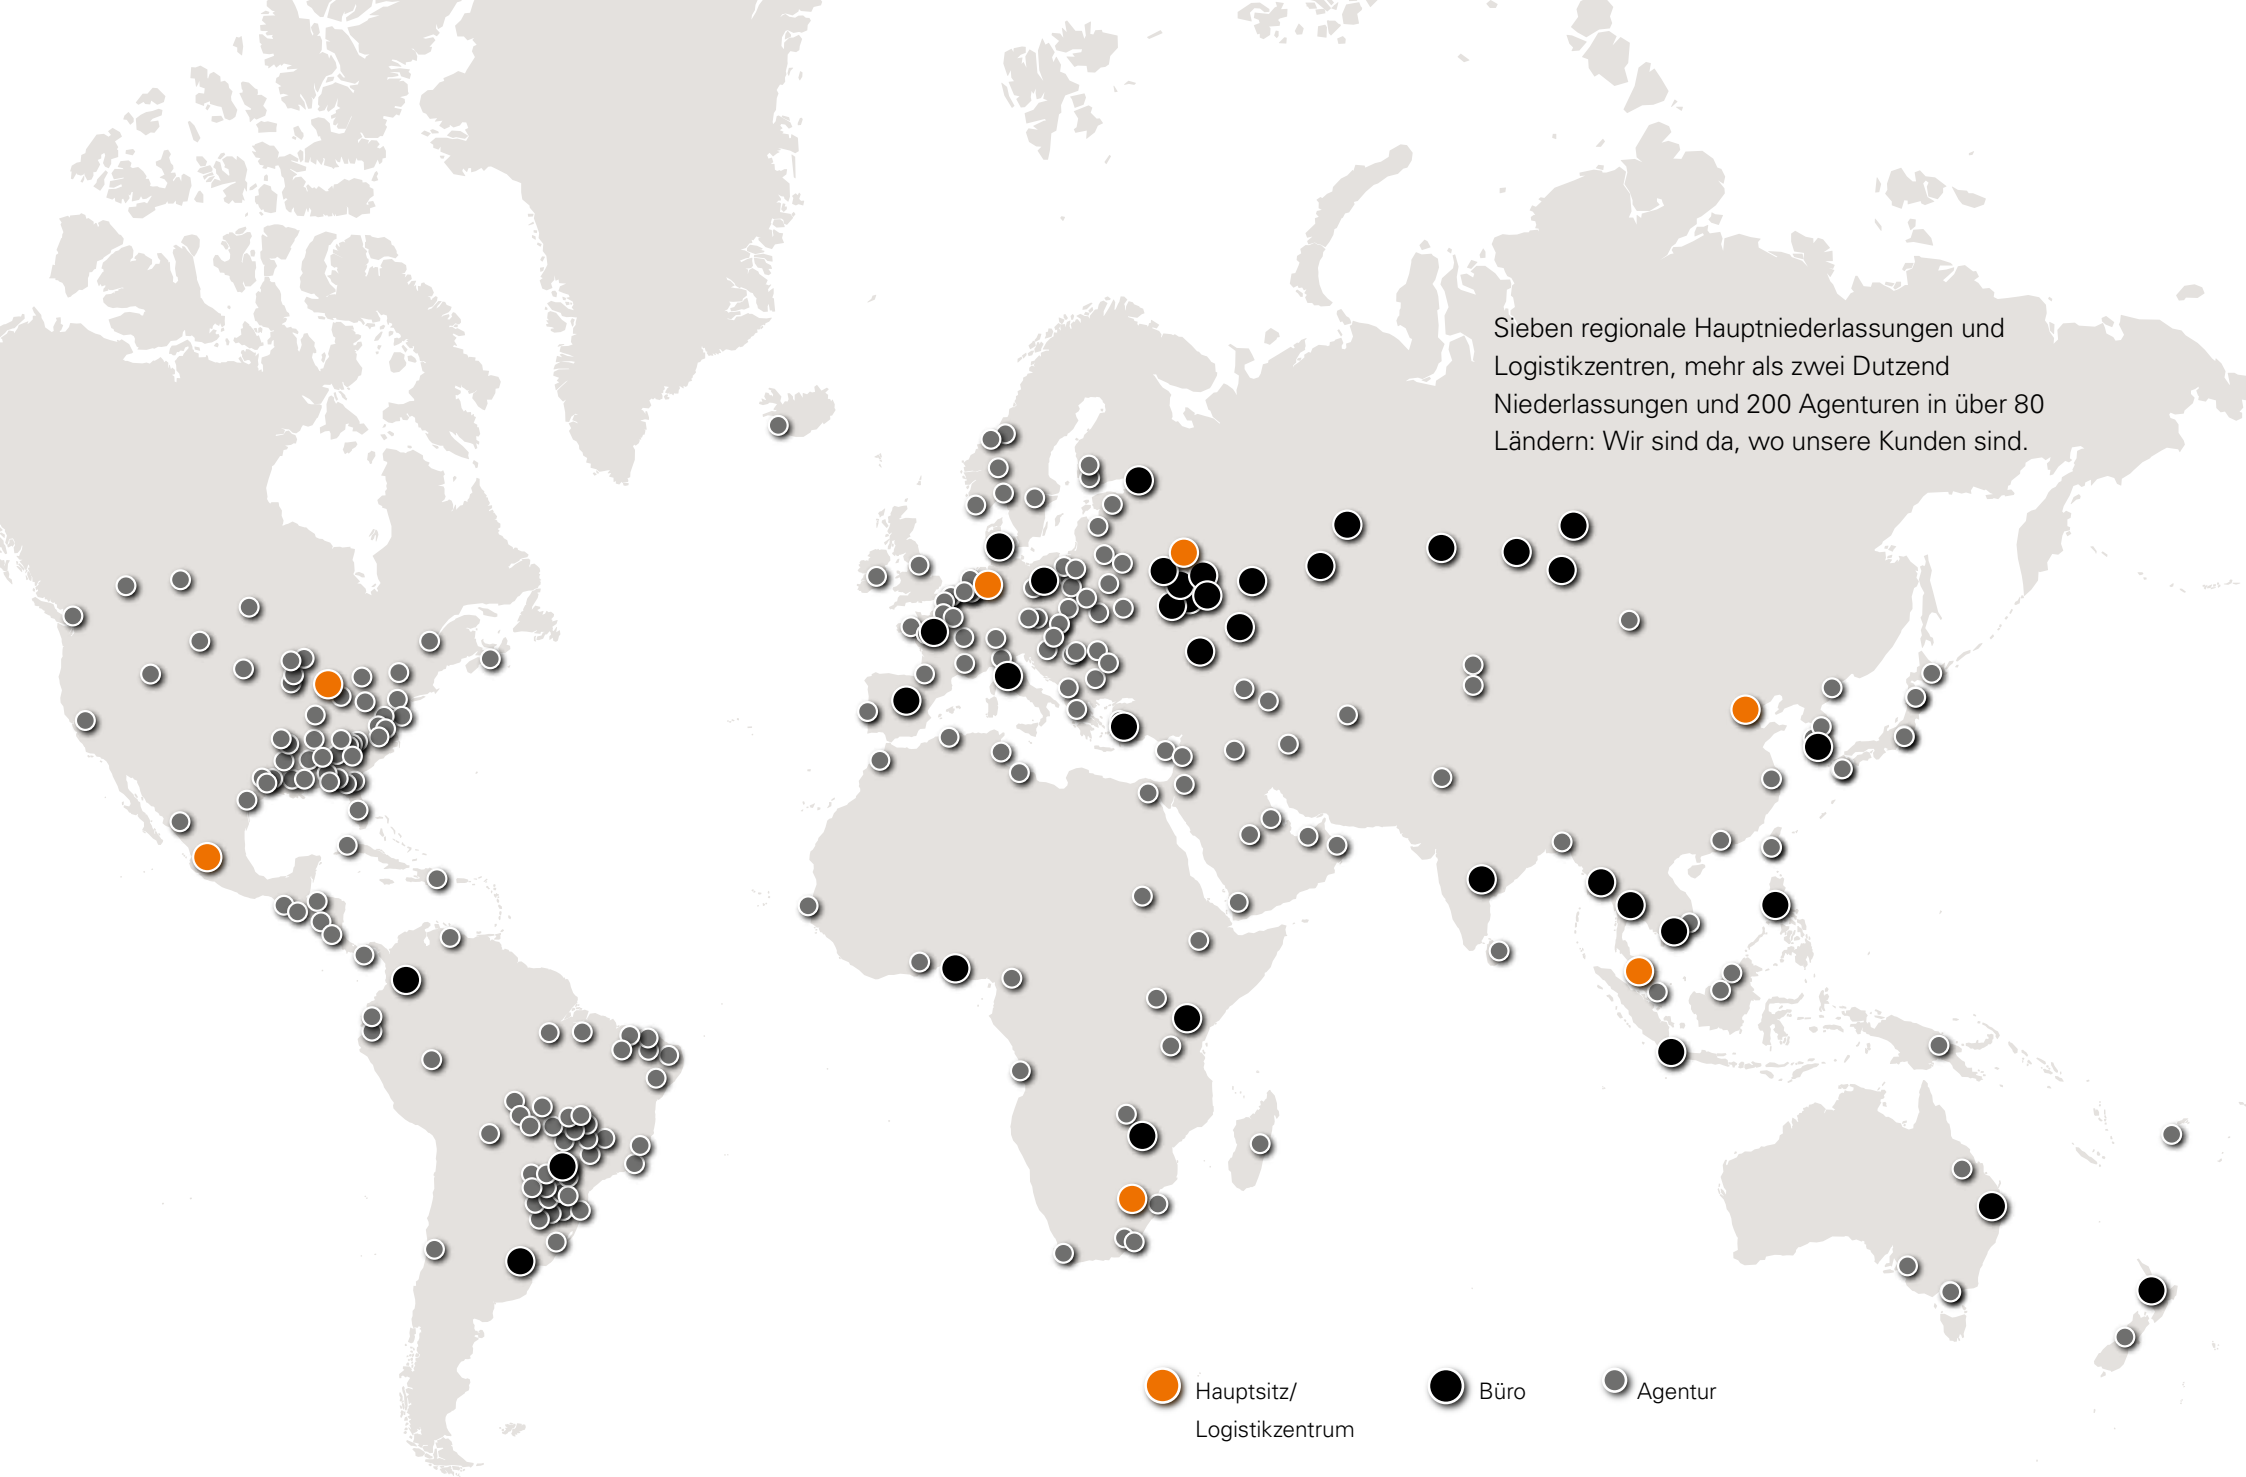 Sieben regionale Hauptniederlassungen und
Logistikzentren, mehr als zwei Dutzend
Niederlassungen und 200 Agenturen in über 80
Ländern: Wir sind da, wo unsere Kunden sind.
Hauptsitz/
Logistikzentrum
Büro
Agentur